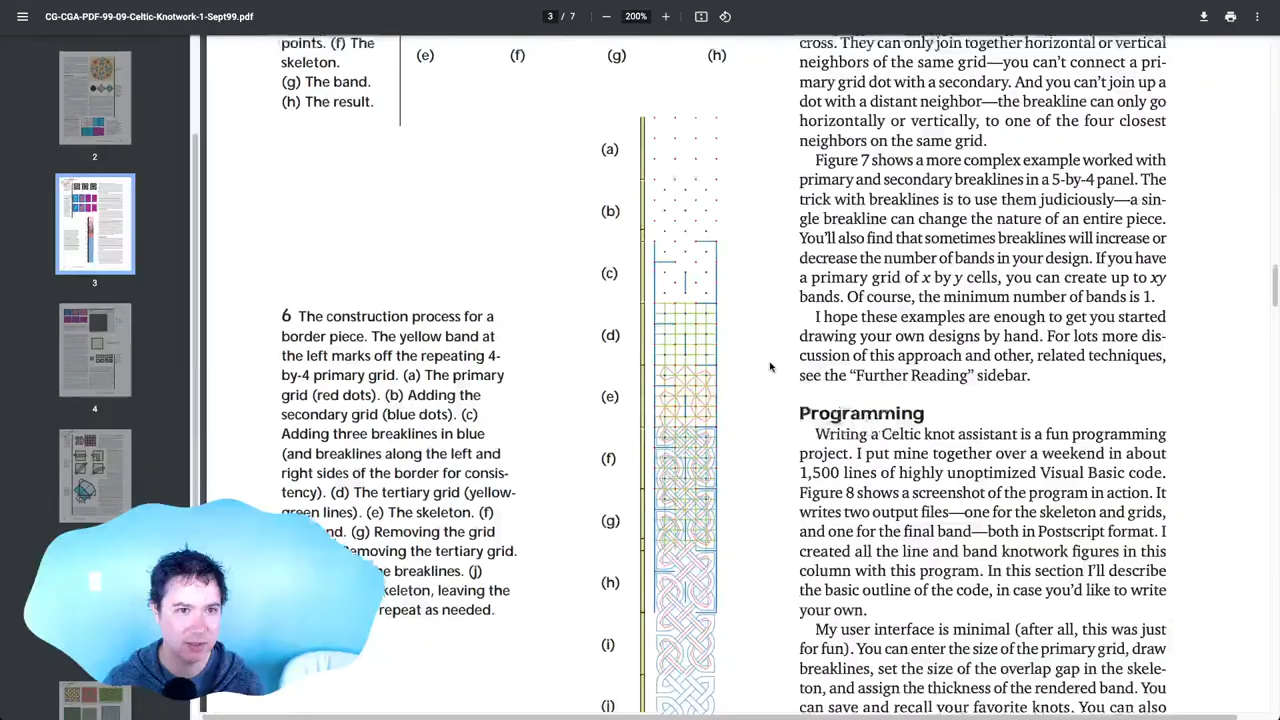 CG-CGA-PDF-99-09-Celtic-Knotwork-1-Sept99.pdf
3 / 7
200%
2
3
4
points. (f) The
skeleton.
(g) The band.
(h) The result.
(e) (f) (g) (h)
(a)
(b)
(c)
(d)
(e)
(f)
(g)
(h)
(i)
(j)
6 The construction process for a
border piece. The yellow band at
the left marks off the repeating 4-
by-4 primary grid. (a) The primary
grid (red dots). (b) Adding the
secondary grid (blue dots). (c)
Adding three breaklines in blue
(and breaklines along the left and
right sides of the border for consis-
tency). (d) The tertiary grid (yellow-
green lines). (e) The skeleton. (f)
nd. (g) Removing the grid
emoving the tertiary grid.
e breaklines. (j)
keleton, leaving the
repeat as needed.
cross. They can only join together horizontal or vertical
neighbors of the same grid—you can't connect a pri-
mary grid dot with a secondary. And you can't join up a
dot with a distant neighbor—the breakline can only go
horizontally or vertically, to one of the four closest
neighbors on the same grid.
Figure 7 shows a more complex example worked with
primary and secondary breaklines in a 5-by-4 panel. The
trick with breaklines is to use them judiciously—a sin-
gle breakline can change the nature of an entire piece.
You'll also find that sometimes breaklines will increase or
decrease the number of bands in your design. If you have
a primary grid of x by y cells, you can create up to xy
bands. Of course, the minimum number of bands is 1.
I hope these examples are enough to get you started
drawing your own designs by hand. For lots more dis-
cussion of this approach and other, related techniques,
see the “Further Reading” sidebar.
Programming
Writing a Celtic knot assistant is a fun programming
project. I put mine together over a weekend in about
1,500 lines of highly unoptimized Visual Basic code.
Figure 8 shows a screenshot of the program in action. It
writes two output files—one for the skeleton and grids,
and one for the final band—both in Postscript format. I
created all the line and band knotwork figures in this
column with this program. In this section I'll describe
the basic outline of the code, in case you'd like to write
your own.
My user interface is minimal (after all, this was just
for fun). You can enter the size of the primary grid, draw
breaklines, set the size of the overlap gap in the skele-
ton, and assign the thickness of the rendered band. You
can save and recall your favorite knots. You can also